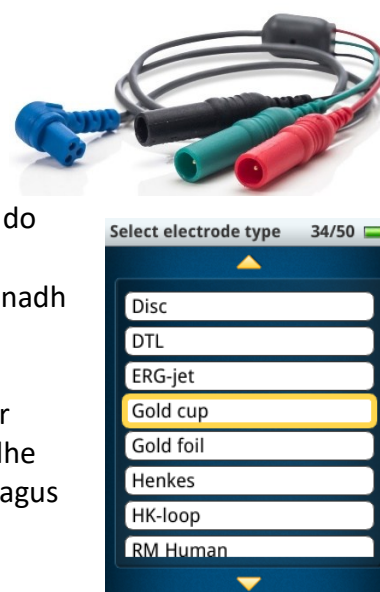 do
nadh
r
lhe
agus
Select electrode type 34/50
Disc
DTL
ERG-jet
Gold cup
Gold foil
Henkes
HK-loop
RM Human